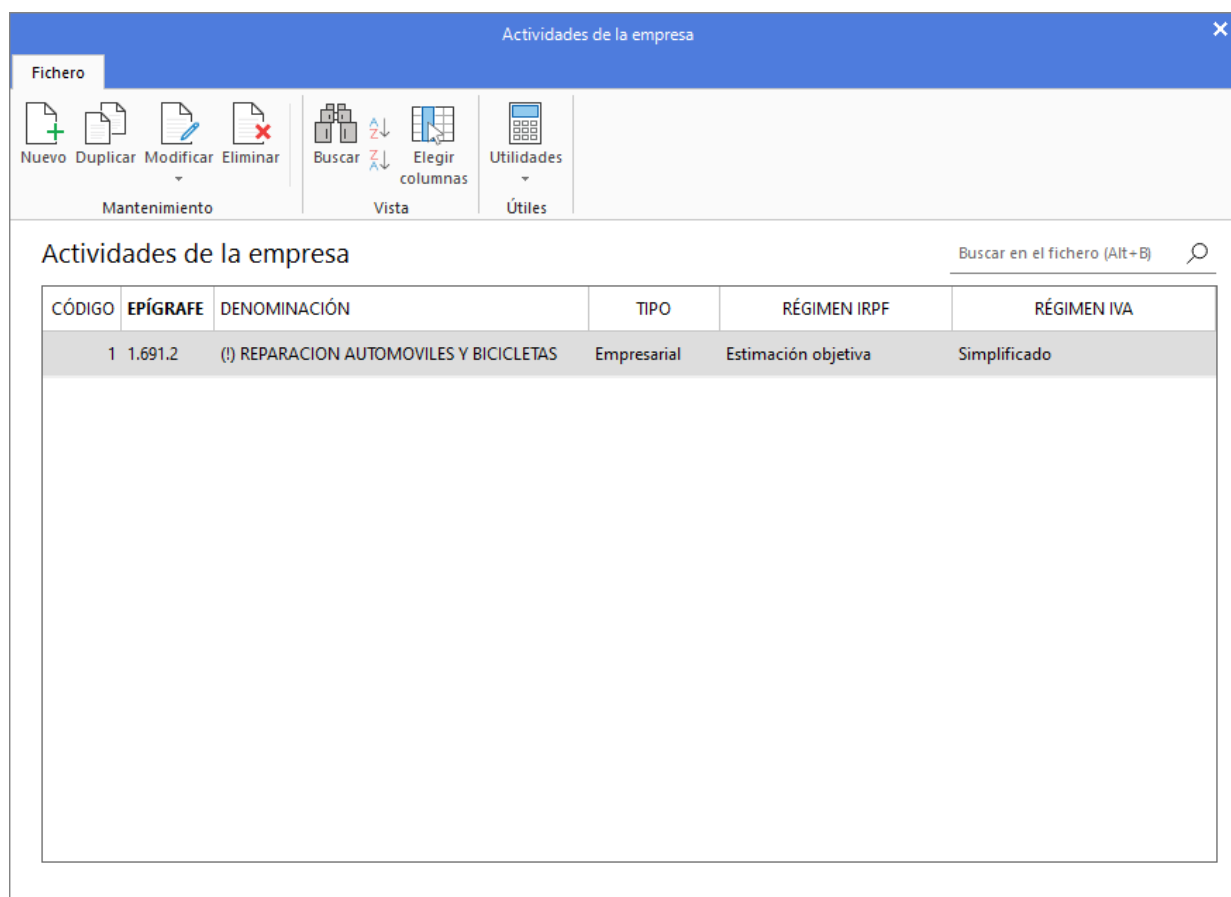 Actividades de la empresa
Fichero
Nuevo Duplicar Modificar Eliminar
Mantenimiento
Buscar
A
Z
Z
A
Elegir
columnas
Vista
Utilidades
Útiles
Actividades de la empresa
Buscar en el fichero (Alt+B)
CÓDIGO EPÍGRAFE DENOMINACIÓN TIPO RÉGIMEN IRPF RÉGIMEN IVA
1 1.691.2 (!) REPARACION AUTOMOVILES Y BICICLETAS Empresarial Estimación objetiva Simplificado